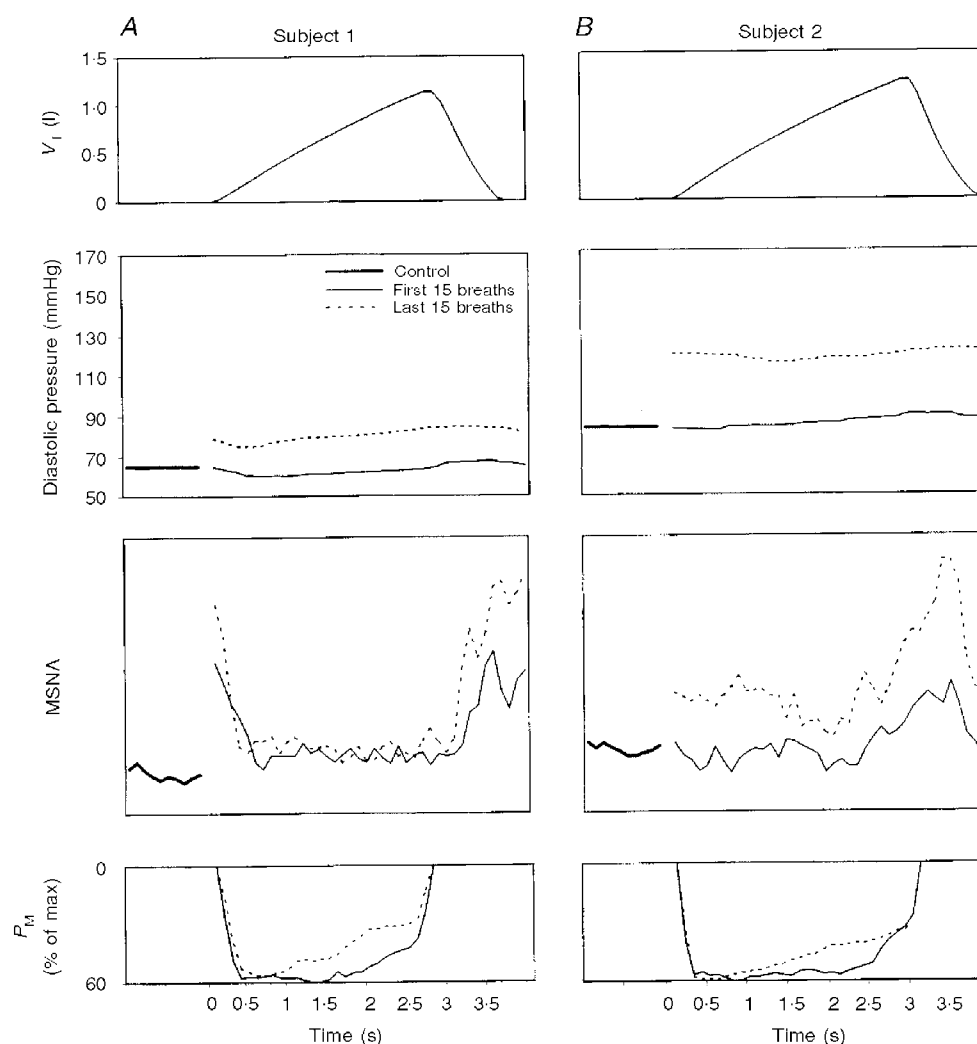 A
Subject 1
B
Subject 2
1·5
1·0
0·5
0
V_I (l)
170
150
130
110
90
70
50
Diastolic pressure (mmHg)
Control
First 15 breaths
Last 15 breaths
MSNA
0
60
P_M
(% of max)
0 0·5 1 1·5 2 2·5 3 3·5
Time (s)
0 0·5 1 1·5 2 2·5 3 3·5
Time (s)